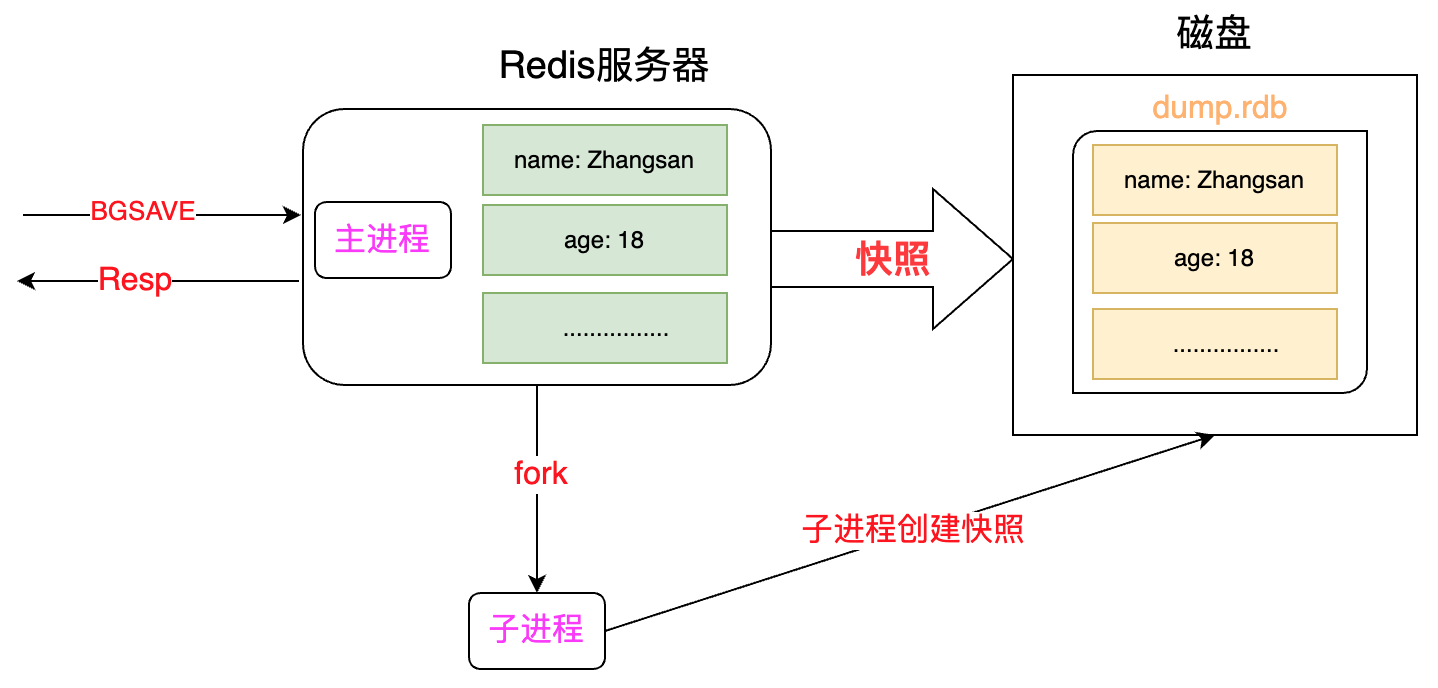 Redis服务器
磁盘
dump.rdb
name: Zhangsan
age: 18
................
主进程
BGSAVE
Resp
快照
name: Zhangsan
age: 18
................
fork
子进程创建快照
子进程